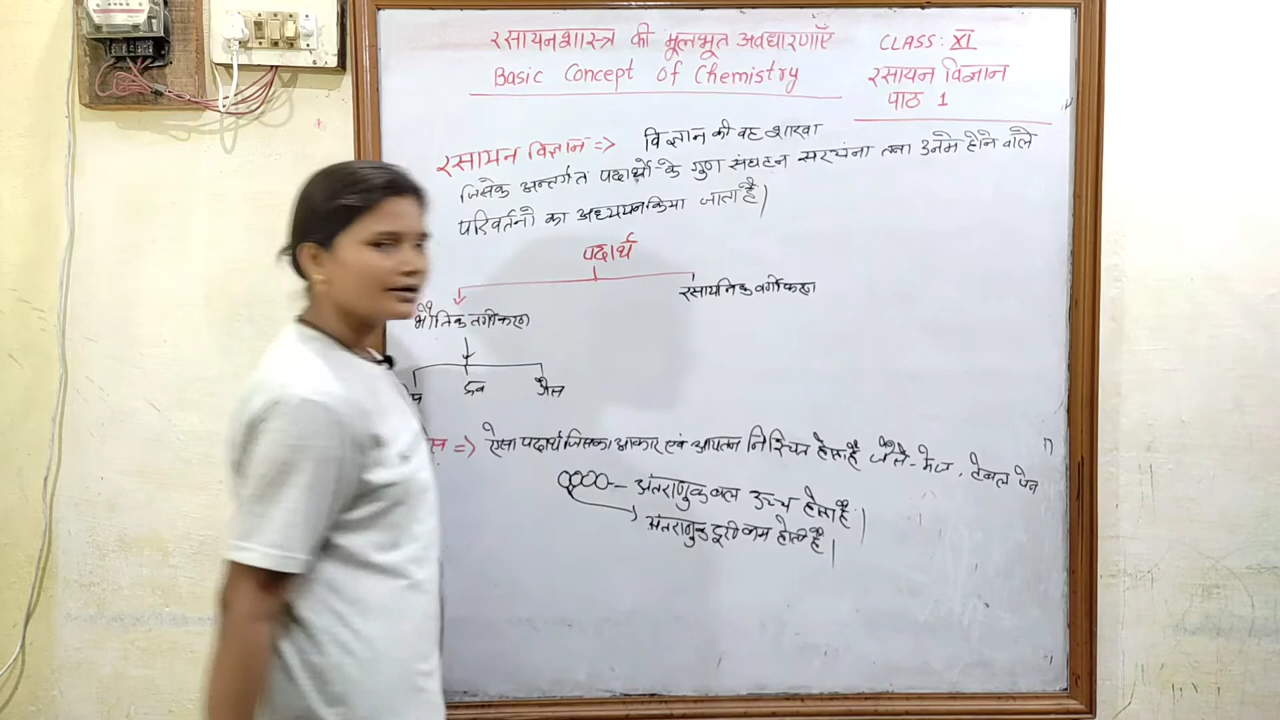 रसायनशास्त्र की मूलभूत अवधारणाएँ
Basic Concept of Chemistry
CLASS: XI
रसायन विज्ञान
पाठ 1
रसायन विज्ञान => विज्ञान की वह शाखा
जिसके अन्तर्गत पदार्थो के गुण संघटन सरचंना तथा उनमे होने वाले
परिवर्तनों का अध्ययन किया जाता है|
पदार्थ
भौतिक वर्गीकरण
रसायनिक वर्गीकरण
द्रव
गैस
स => ऐसा पदार्थ जिसका आकार एवं आयतन निश्चित होता है जैसे- मेज, टेबल पेन
अंतराणुक बल उच्च होता है|
अंतराणुक दूरी कम होती है|